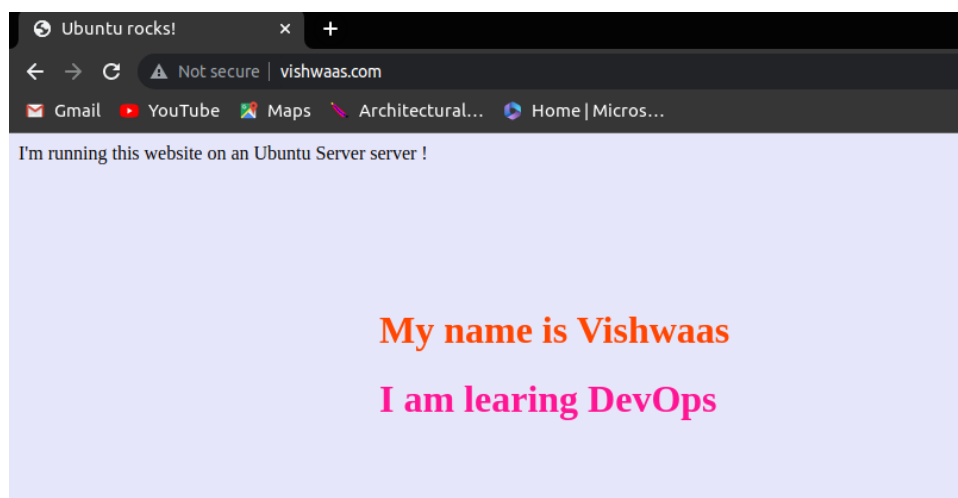 Ubuntu rocks!
Not secure | vishwaas.com
Gmail YouTube Maps Architectural... Home | Micros...
I'm running this website on an Ubuntu Server server !
My name is Vishwaas
I am learing DevOps